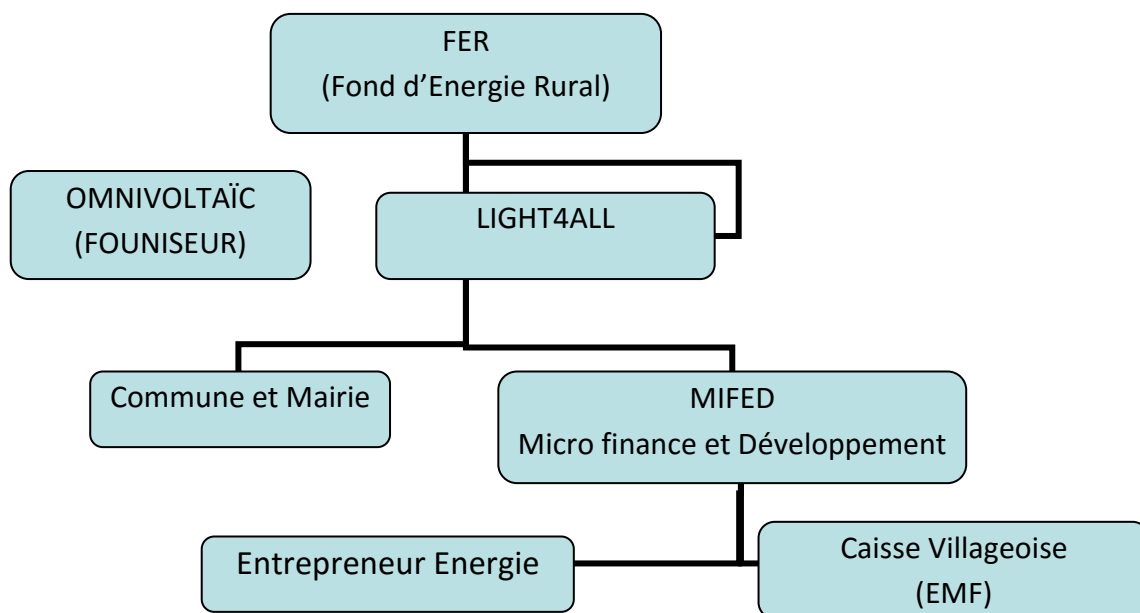 FER
(Fond d’Energie Rural)
OMNIVOLTAÏC
(FOUNISEUR)
LIGHT4ALL
Commune et Mairie
MIFED
Micro finance et Développement
Entrepreneur Energie
Caisse Villageoise
(EMF)